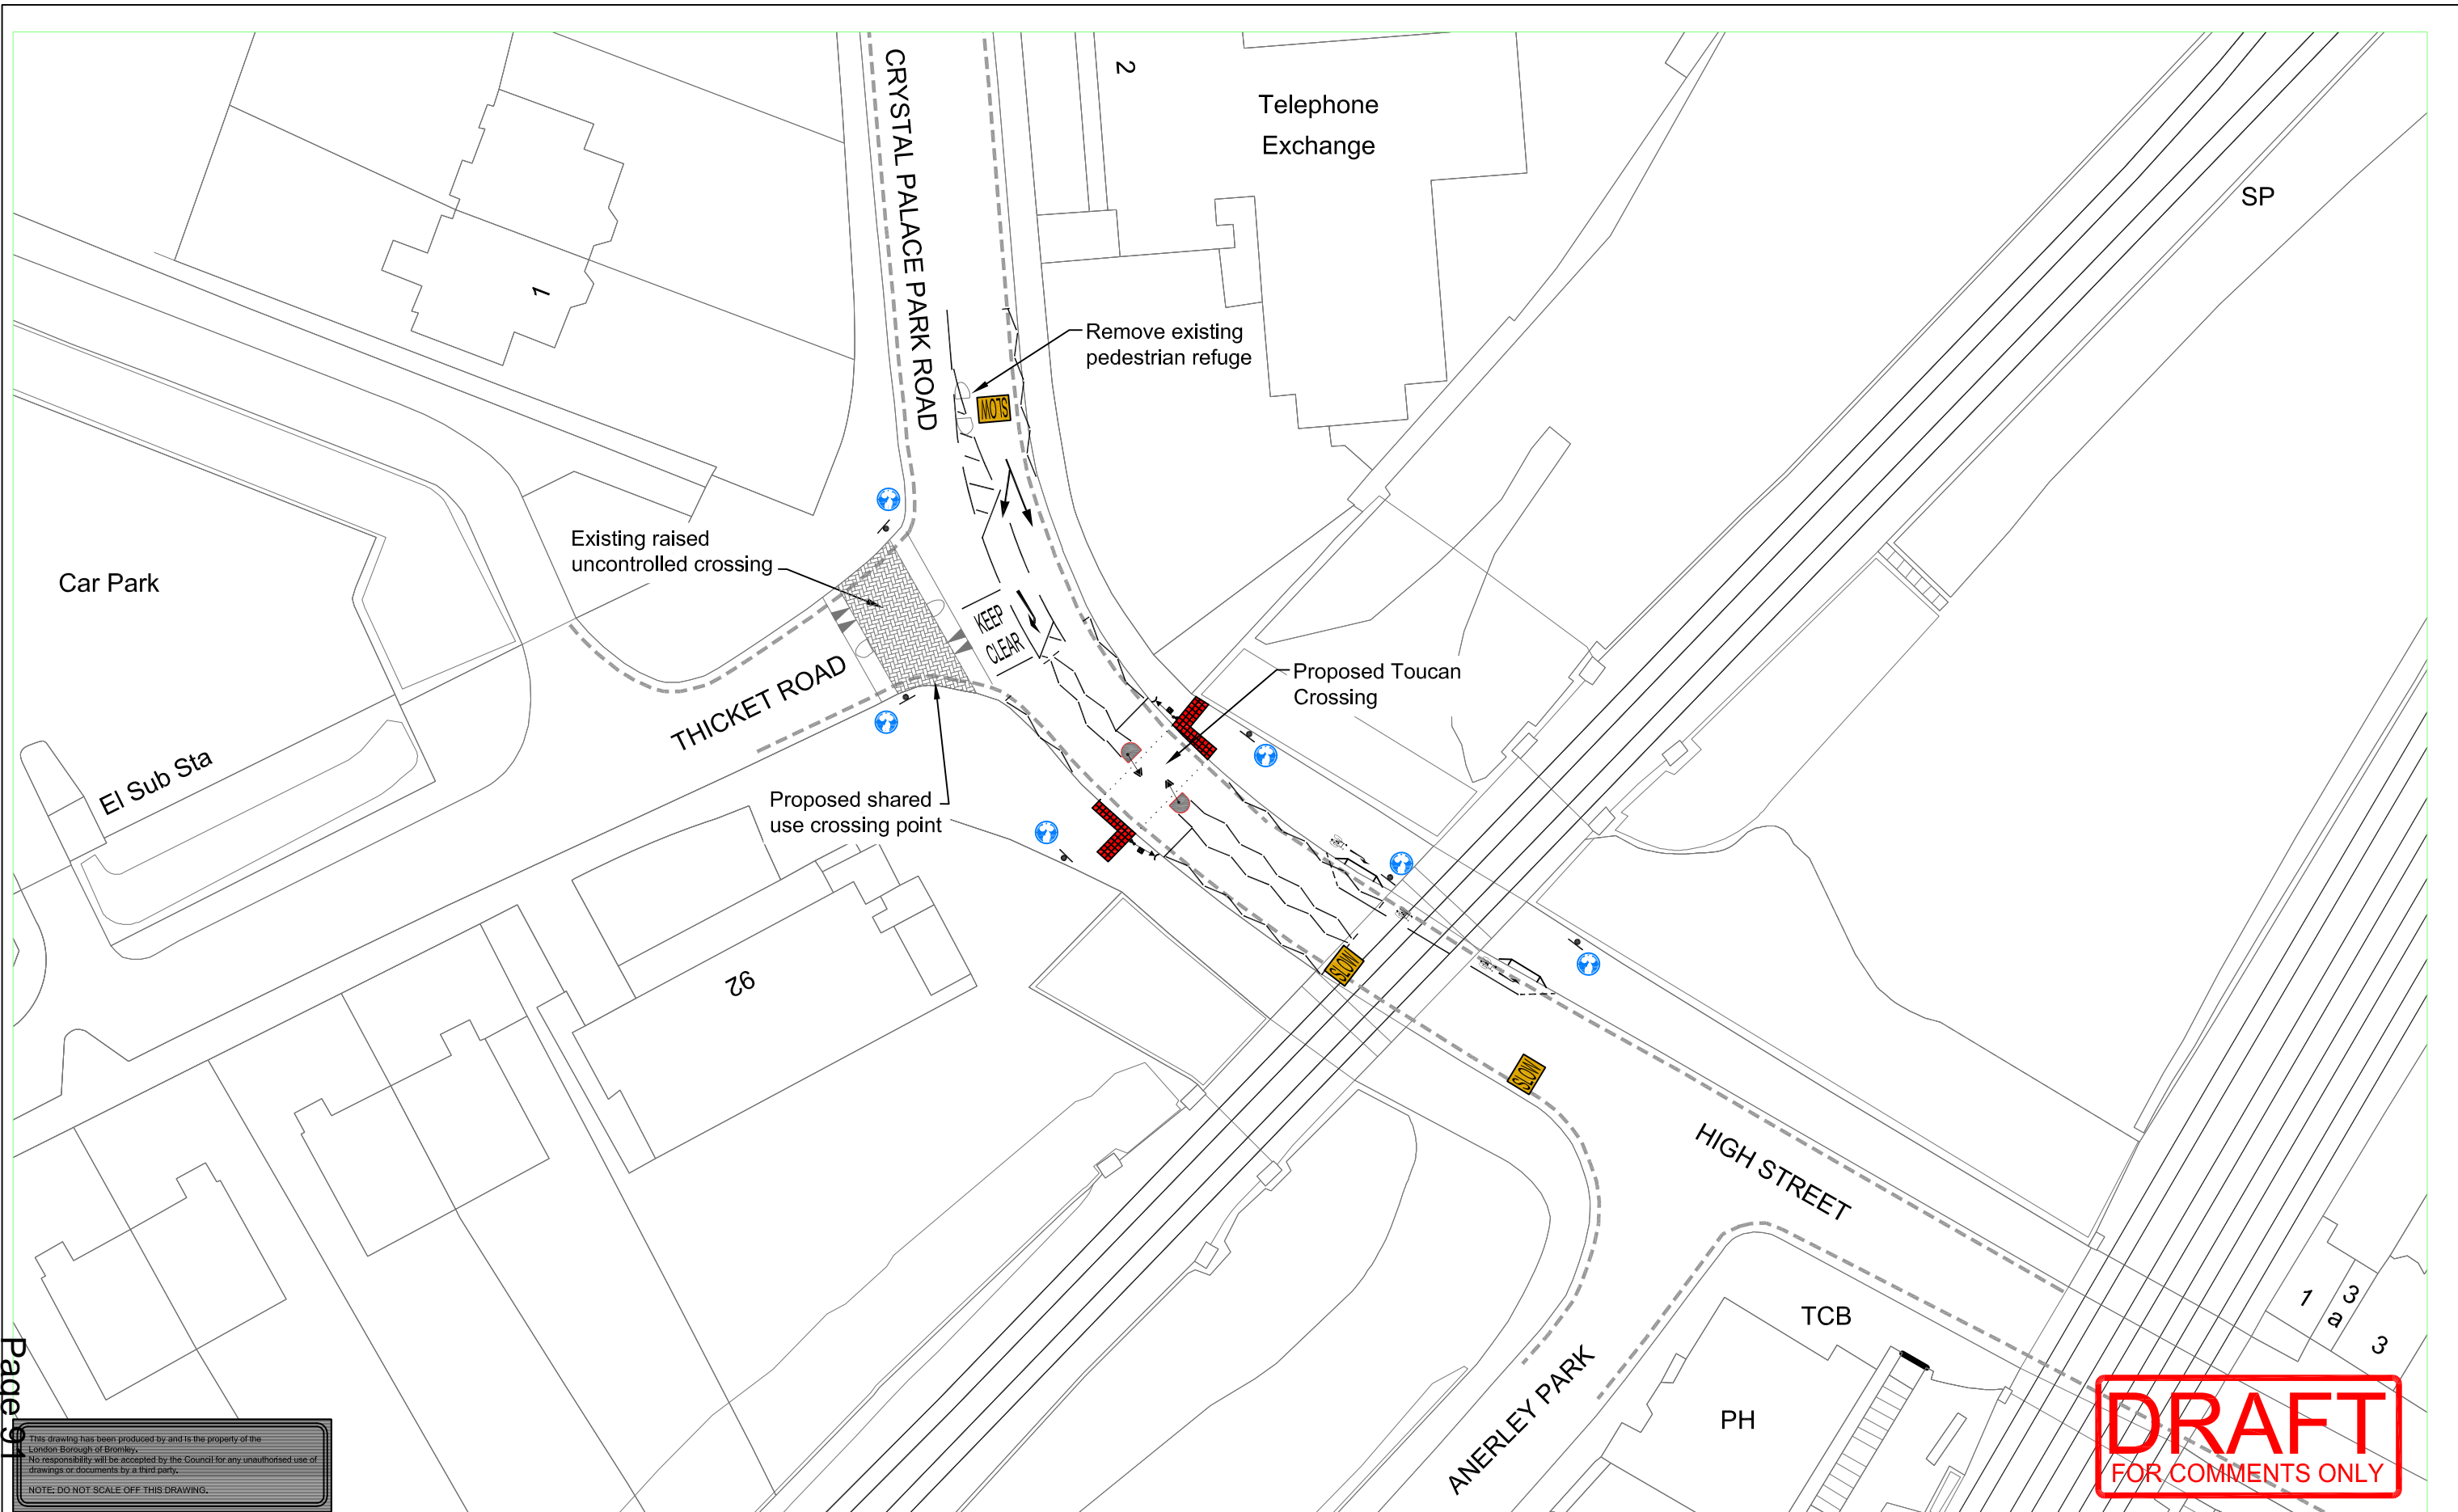 CRYSTAL PALACE PARK ROAD
2
Telephone
Exchange
SP
1
Remove existing
pedestrian refuge
SLOW
Existing raised
uncontrolled crossing
Car Park
KEEP
CLEAR
THICKET ROAD
Proposed Toucan
Crossing
El Sub Sta
Proposed shared
use crossing point
92
SLOW
SLOW
HIGH STREET
TCB
1
3
a
3
ANERLEY PARK
PH
Page 91
This drawing has been produced by and is the property of the
London Borough of Bromley.
No responsibility will be accepted by the Council for any unauthorised use of
drawings or documents by a third party.
NOTE: DO NOT SCALE OFF THIS DRAWING.
DRAFT
FOR COMMENTS ONLY